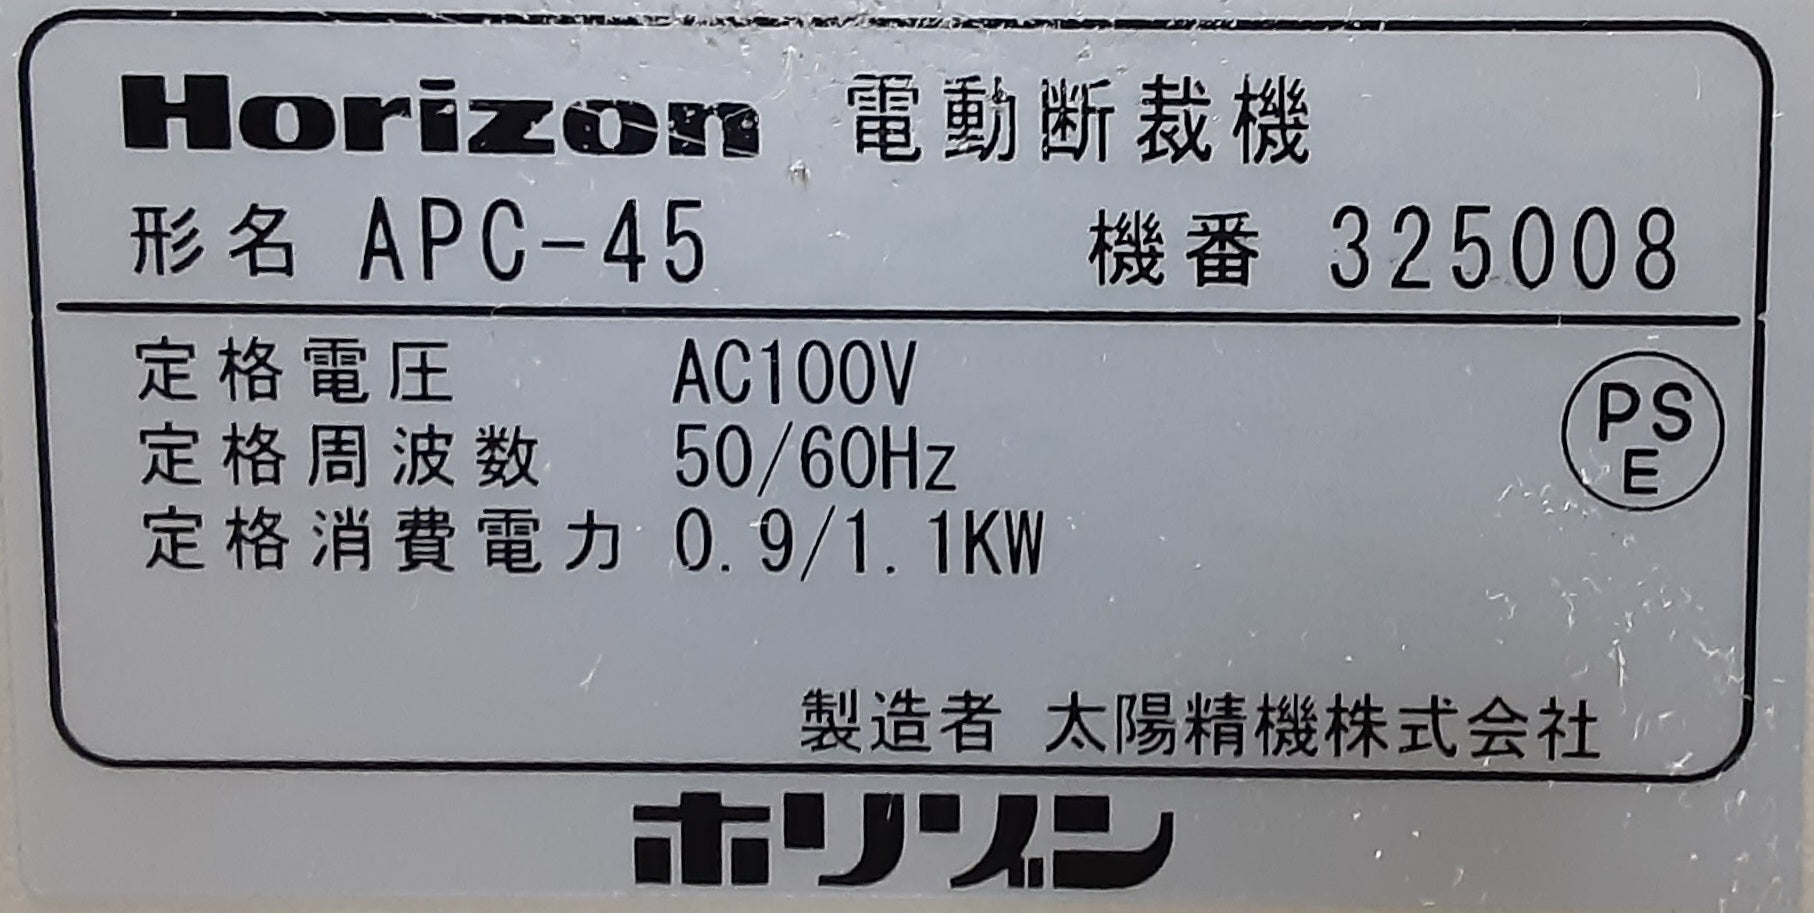 Horizon 電動断裁機
形名 APC-45 機番 325008
定格電圧 AC100V
定格周波数 50/60Hz
定格消費電力 0.9/1.1KW
PS
E
製造者 太陽精機株式会社
ホリゾン